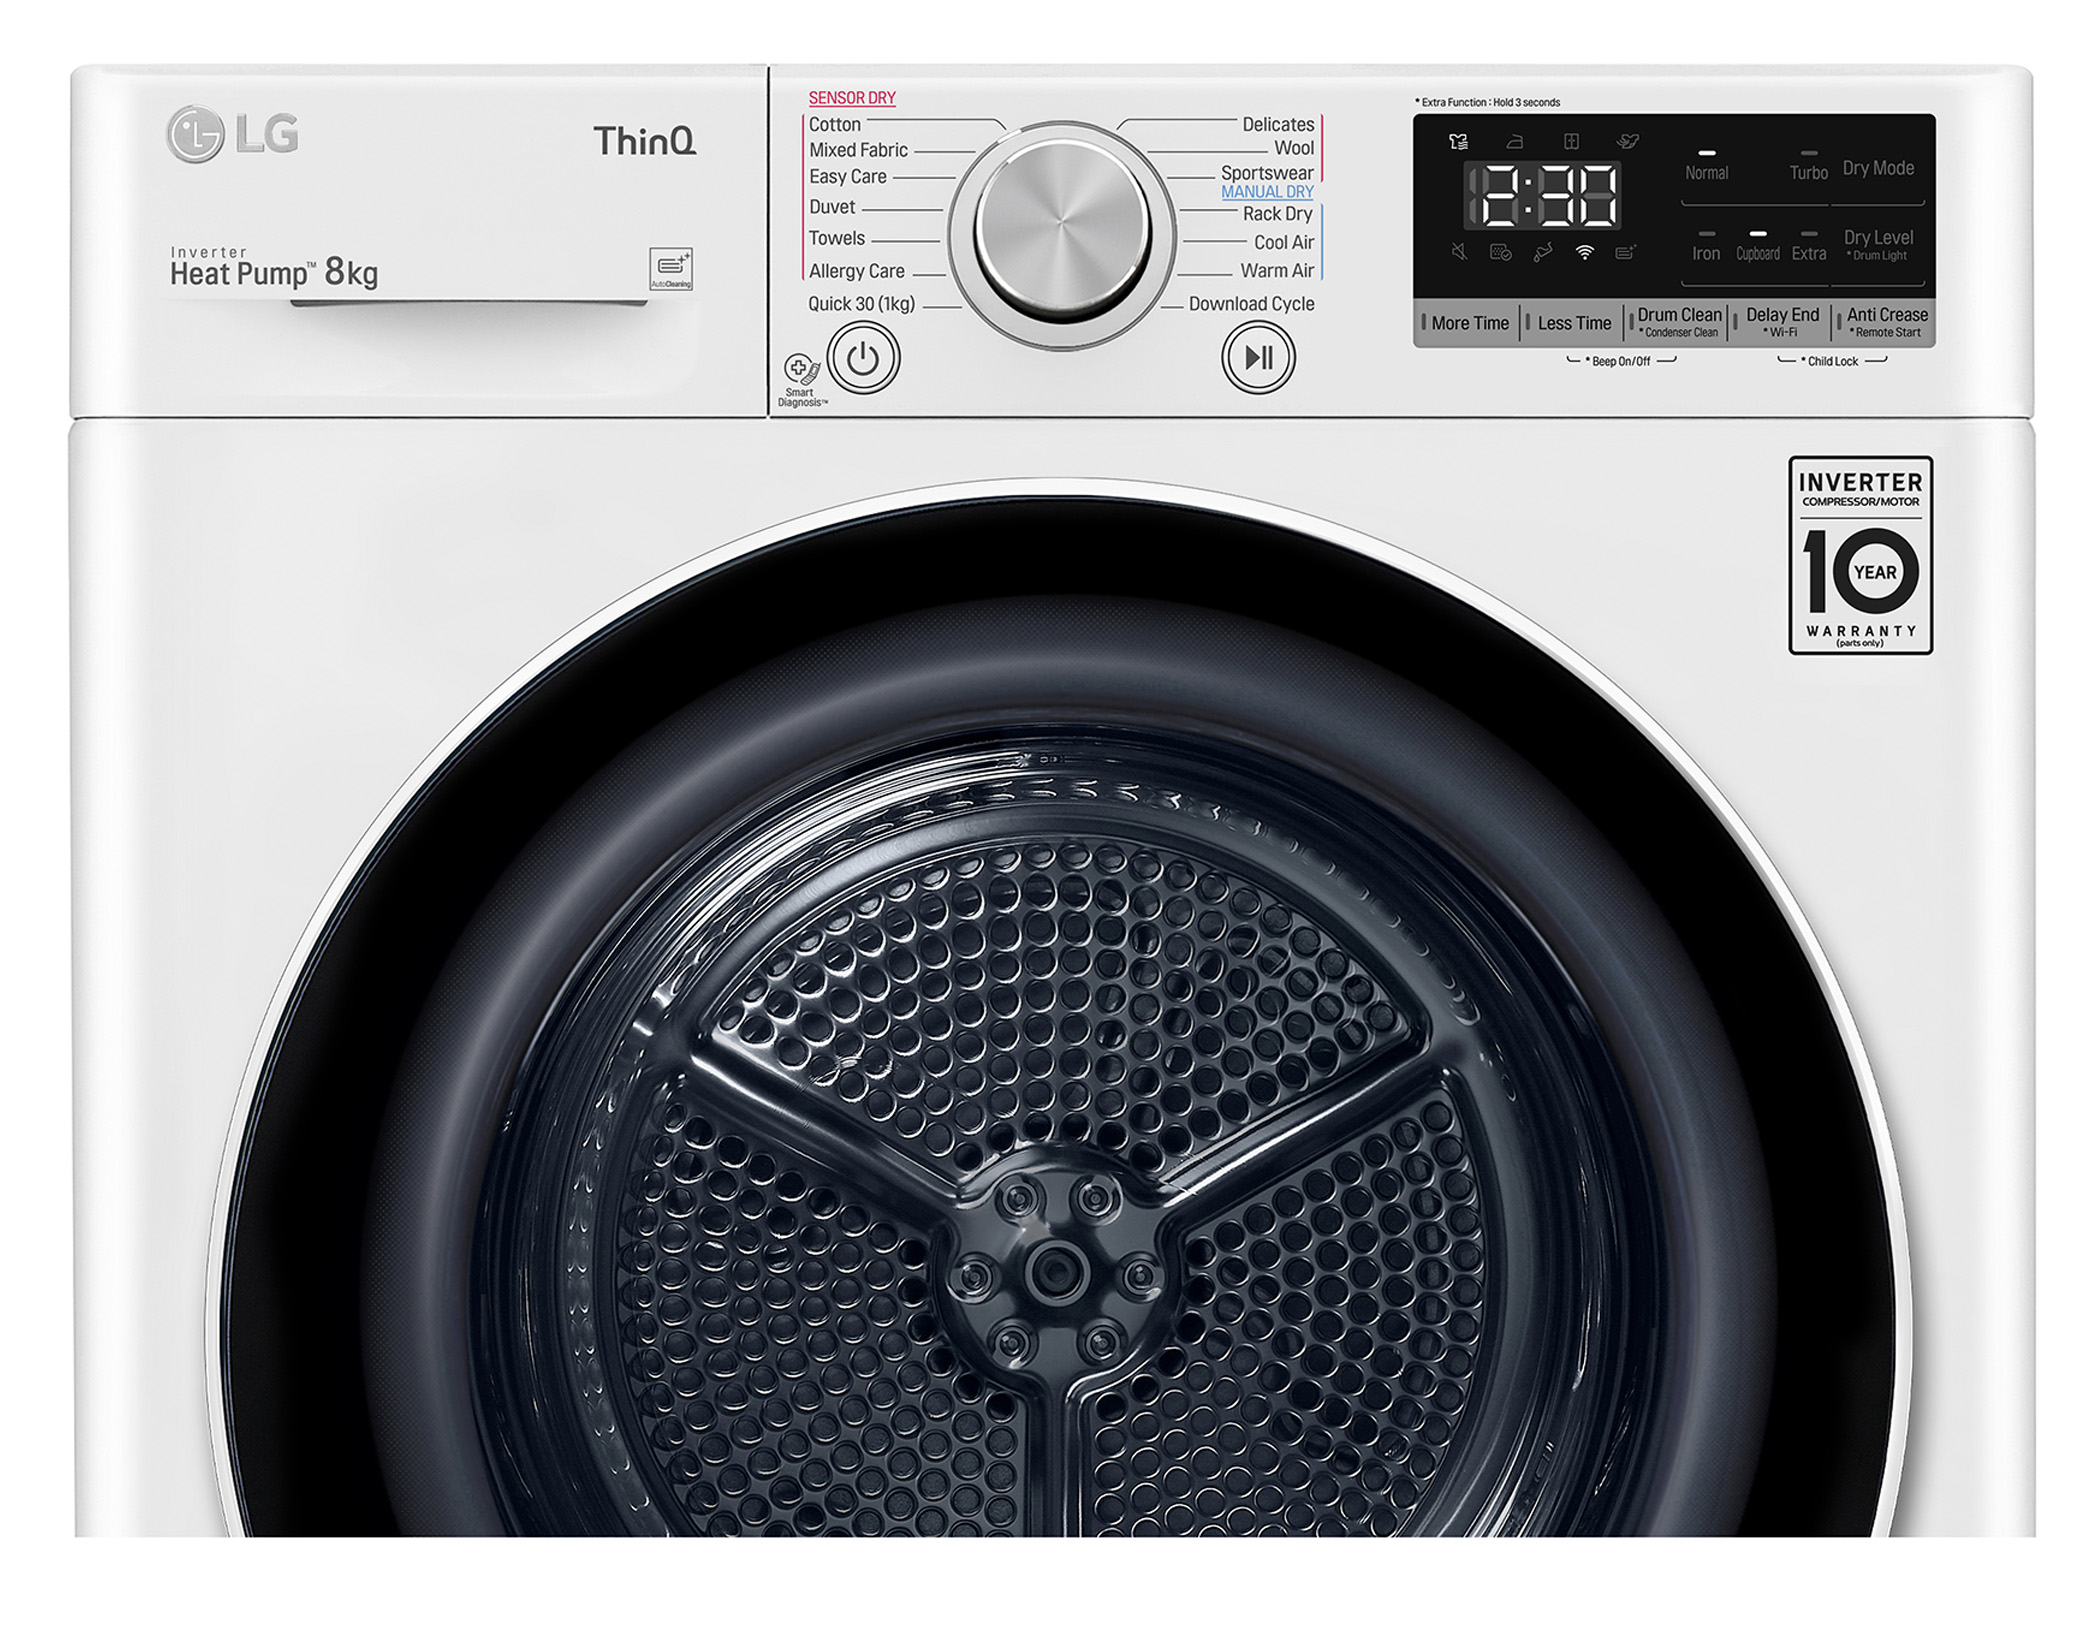 LG
ThinQ
Inverter
Heat Pump™ 8kg
AutoCleaning
SENSOR DRY
Cotton
Mixed Fabric
Easy Care
Duvet
Towels
Allergy Care
Quick 30 (1kg)
Delicates
Wool
Sportswear
MANUAL DRY
Rack Dry
Cool Air
Warm Air
Download Cycle
Smart
Diagnosis™
* Extra Function : Hold 3 seconds
2:30
Normal Turbo Dry Mode
Iron Cupboard Extra Dry Level
* Drum Light
More Time Less Time Drum Clean Delay End Anti Crease
* Condenser Clean * Wi-Fi * Remote Start
* Beep On/Off * Child Lock
INVERTER
COMPRESSOR/MOTOR
10
YEAR
WARRANTY
(parts only)